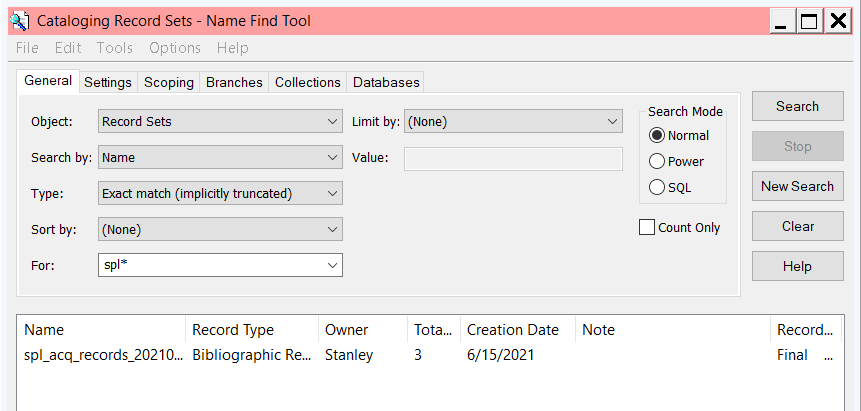 Cataloging Record Sets - Name Find Tool
File Edit Tools Options Help
General Settings Scoping Branches Collections Databases
Object: Record Sets Limit by: (None) Search Mode Search
Search by: Name Value: Normal Stop
Type: Exact match (implicitly truncated) Power New Search
Sort by: (None) SQL Clear
For: spl* Count Only Help
Name Record Type Owner Tota... Creation Date Note Record...
spl_acq_records_20210... Bibliographic Re... Stanley 3 6/15/2021 Final ...